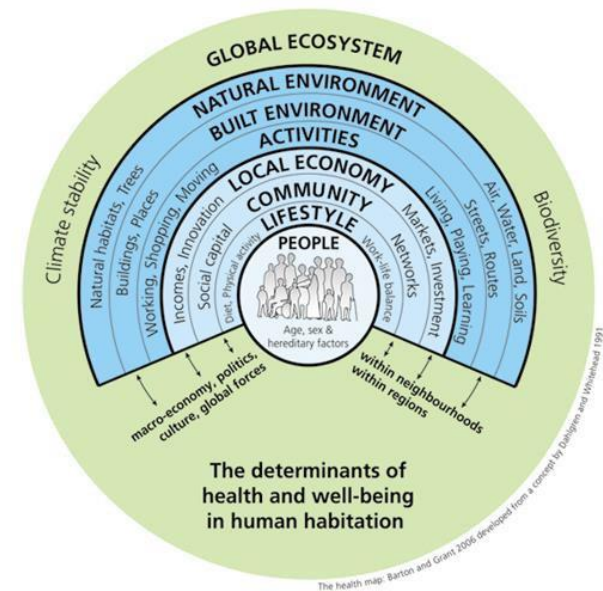 GLOBAL ECOSYSTEM
NATURAL ENVIRONMENT
BUILT ENVIRONMENT
ACTIVITIES
LOCAL ECONOMY
COMMUNITY
LIFESTYLE
PEOPLE
Age, sex &
hereditary factors
Climate stability
Natural habitats, Trees
Buildings, Places
Working, Shopping, Moving
Incomes, Innovation
Social capital
Diet, Physical activity
Work-life balance
Networks
Markets, Investment
Living, Playing, Learning
Streets, Routes
Air, Water, Land, Soils
Biodiversity
macro-economy, politics,
culture, global forces
within neighbourhoods
within regions
The determinants of
health and well-being
in human habitation
The health map: Barton and Grant 2006 developed from a concept by Dahlgren and Whitehead 1991